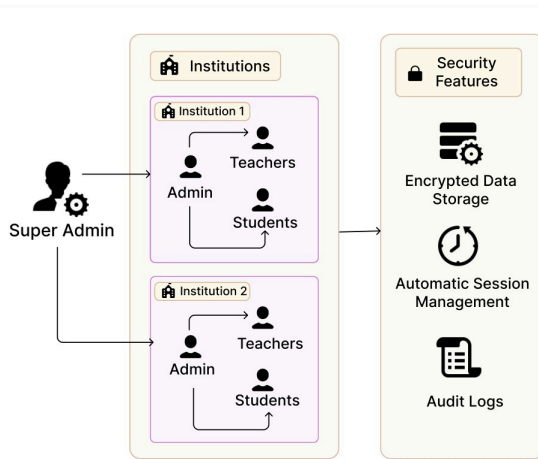 Institutions
Institution 1
Teachers
Admin
Students
Institution 2
Teachers
Admin
Students
Super Admin
Security
Features
Encrypted Data
Storage
Automatic Session
Management
Audit Logs